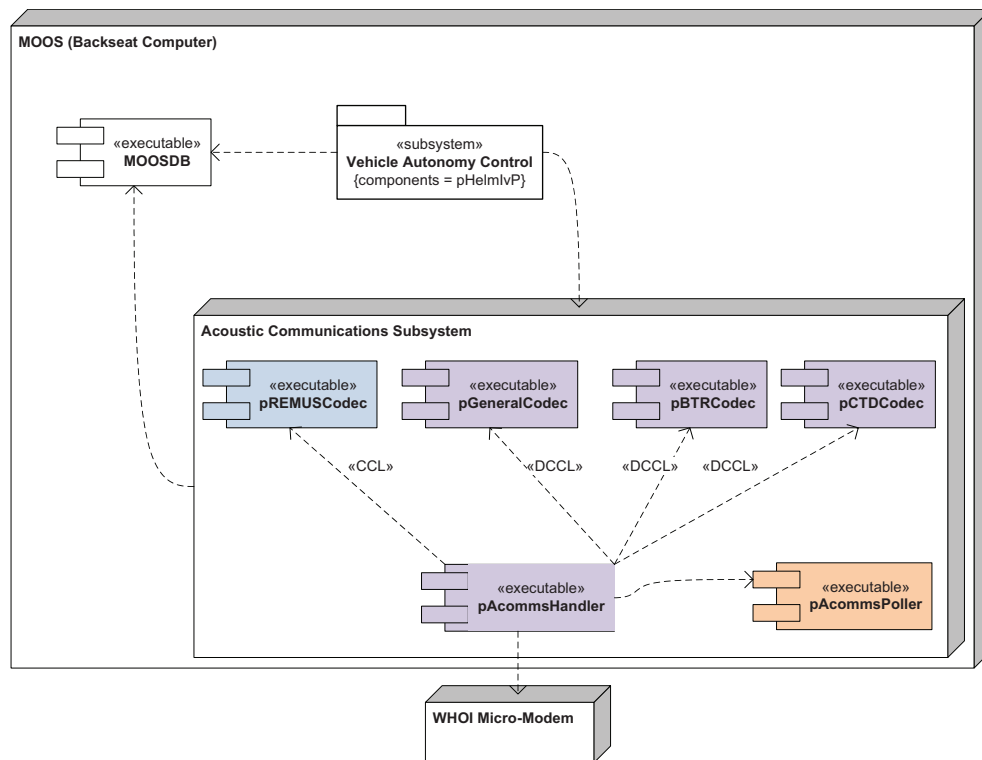 MOOS (Backseat Computer)
«executable»
MOOSDB
«subsystem»
Vehicle Autonomy Control
{components = pHelmIvP}
Acoustic Communications Subsystem
«executable»
pREMUSCodec
«executable»
pGeneralCodec
«executable»
pBTRCodec
«executable»
pCTDCodec
«CCL»
«DCCL»
«DCCL»
«DCCL»
«executable»
pAcommsHandler
«executable»
pAcommsPoller
WHOI Micro-Modem